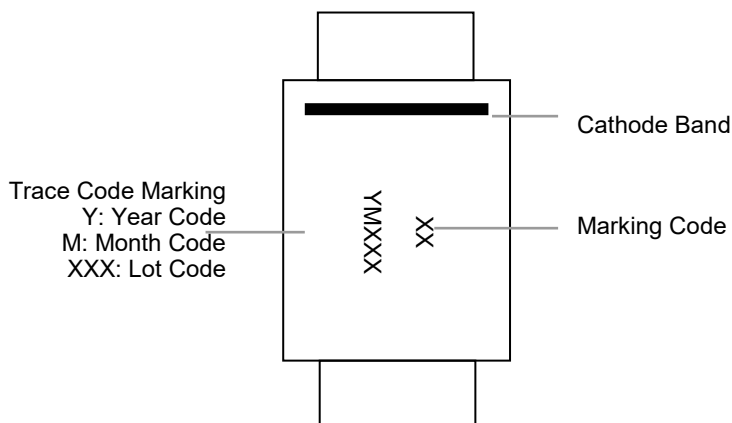 Cathode Band
Trace Code Marking
Y: Year Code
M: Month Code
XXX: Lot Code
YMXXX
XX
Marking Code